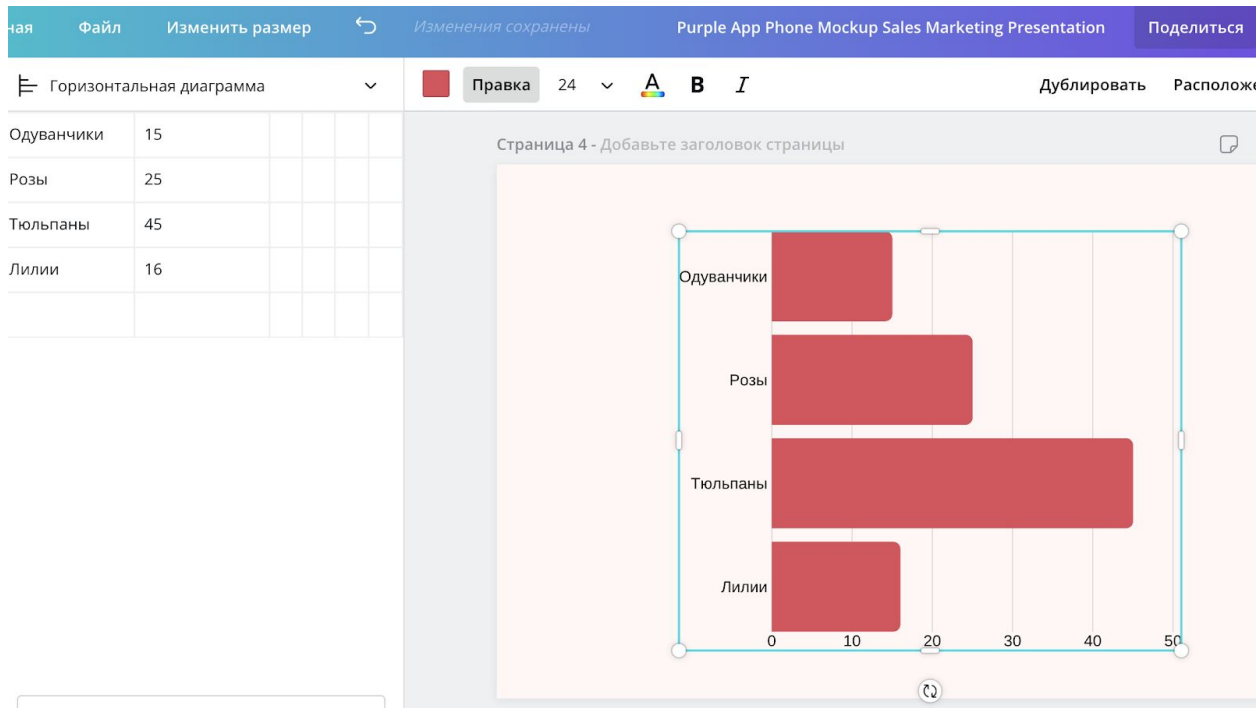 ная Файл Изменить размер Изменения сохранены Purple App Phone Mockup Sales Marketing Presentation Поделиться
Горизонтальная диаграмма
Правка 24 A B I Дублировать Располож
Одуванчики 15
Розы 25
Тюльпаны 45
Лилии 16
Страница 4 - Добавьте заголовок страницы
Одуванчики
Розы
Тюльпаны
Лилии
0 10 20 30 40 50